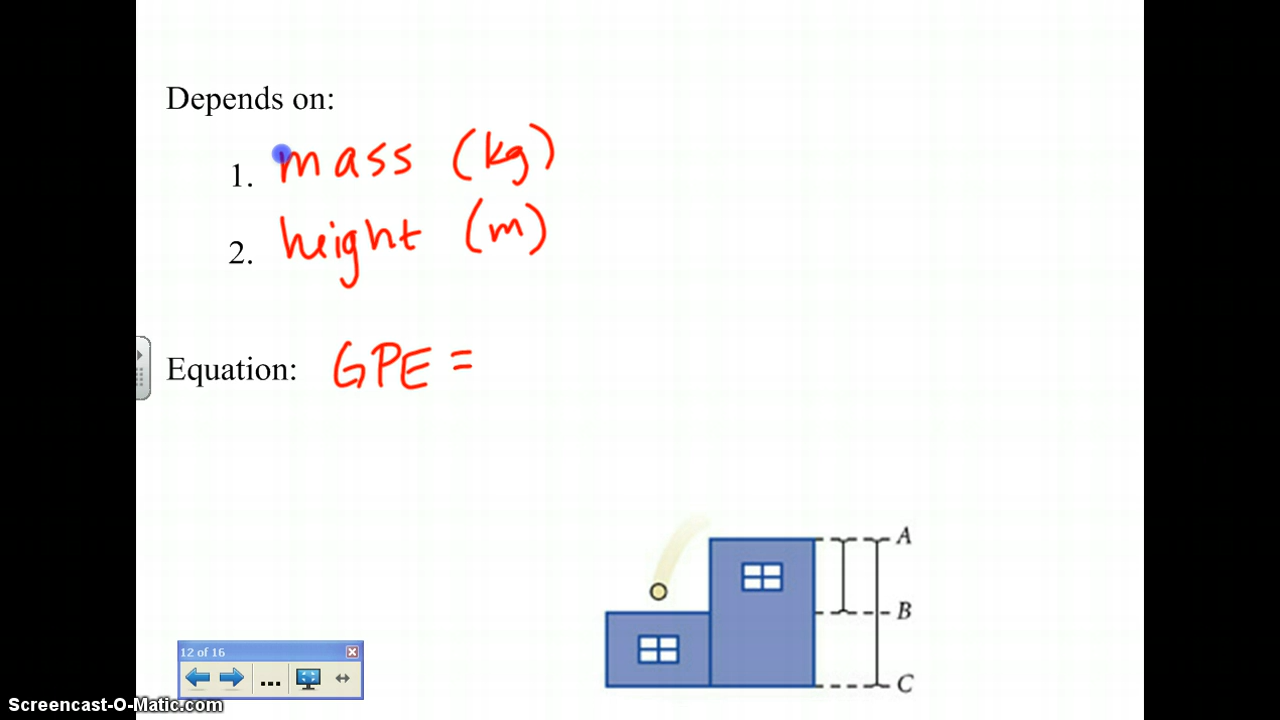 Depends on:
1. mass (kg)
2. height (m)
Equation: GPE =
A
B
C
12 of 16
...
Screencast-O-Matic.com